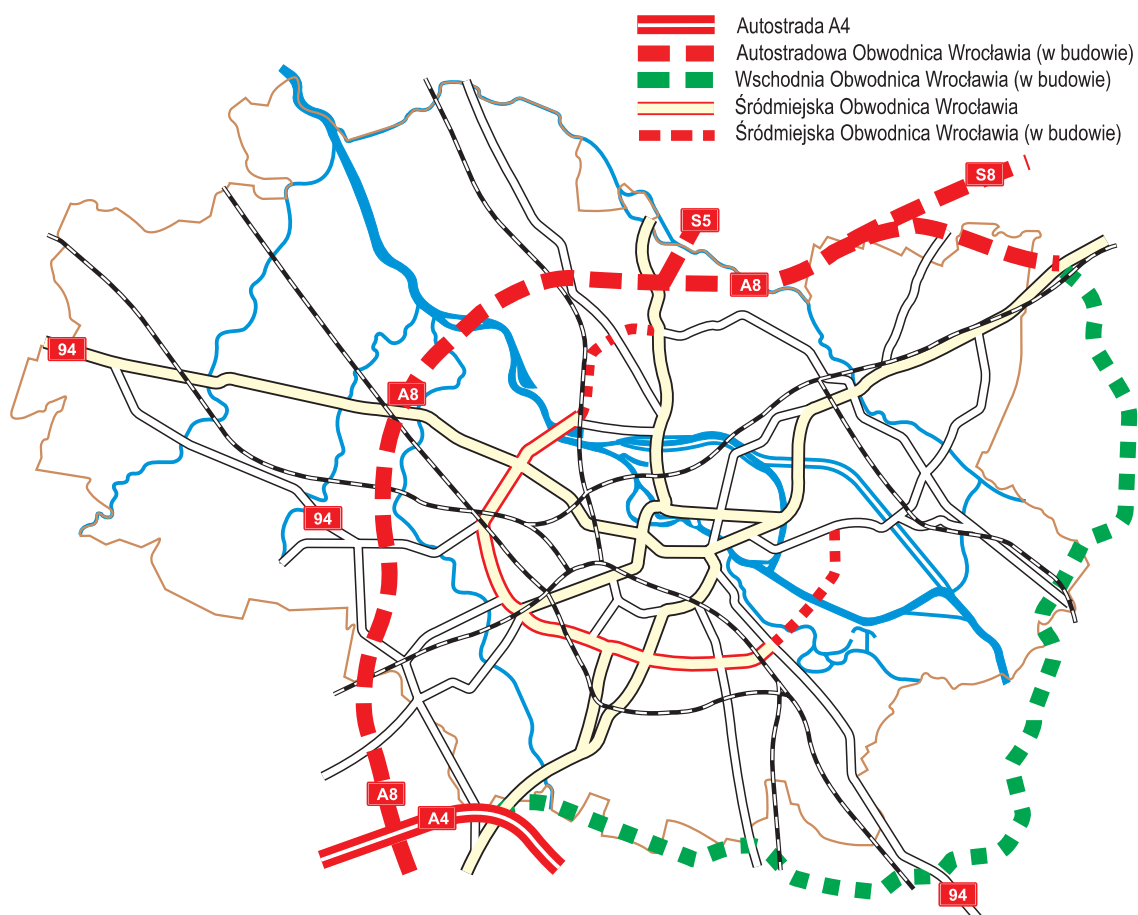 Autostrada A4
Autostradowa Obwodnica Wrocławia (w budowie)
Wschodnia Obwodnica Wrocławia (w budowie)
Śródmiejska Obwodnica Wrocławia
Śródmiejska Obwodnica Wrocławia (w budowie)
S8
S5
A8
94
A8
94
A8
A4
94